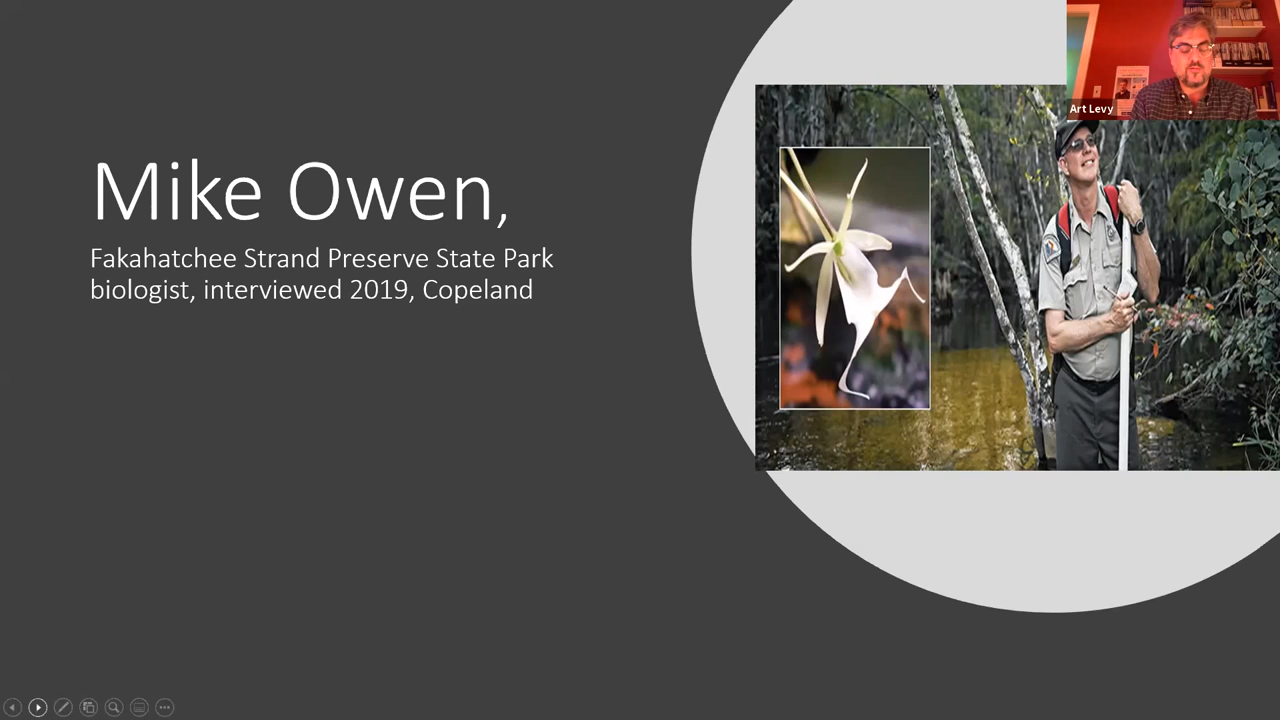 Mike Owen,
Fakahatchee Strand Preserve State Park
biologist, interviewed 2019, Copeland
Art Levy